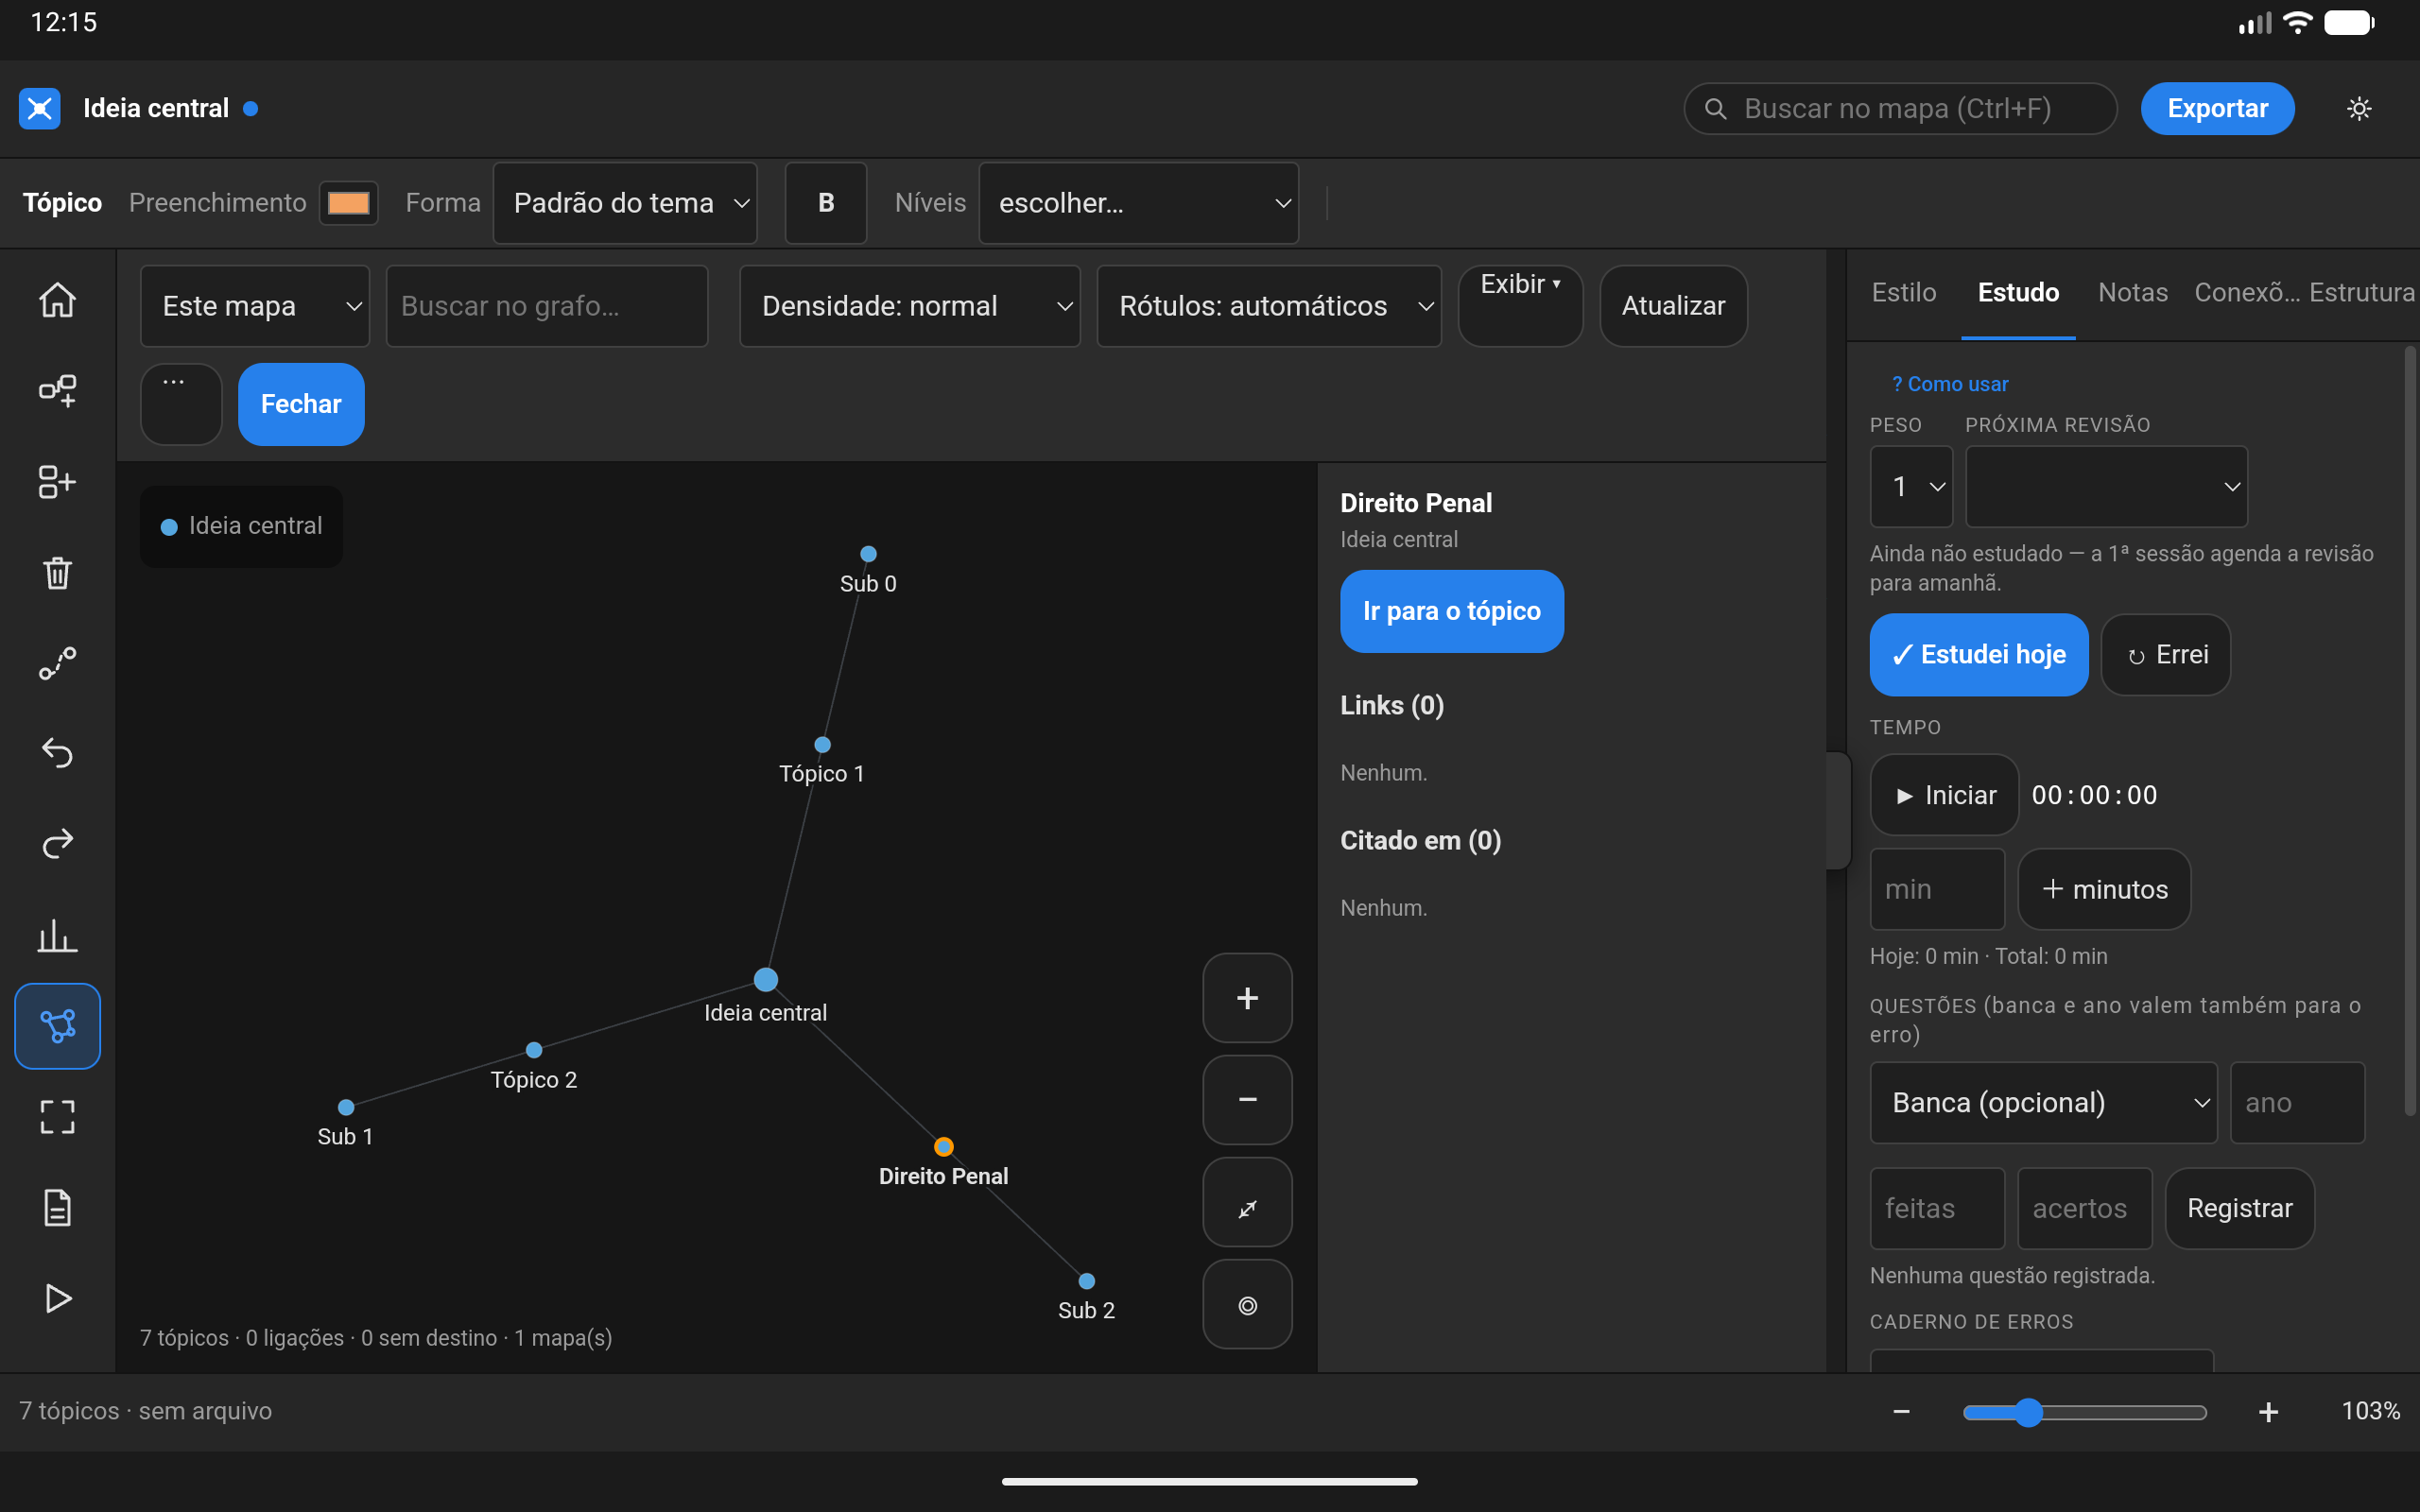 12:15
Ideia central
Buscar no mapa (Ctrl+F)
Exportar
Tópico
Preenchimento
Forma
Padrão do tema
B
Níveis
escolher...
Este mapa
Buscar no grafo...
Densidade: normal
Rótulos: automáticos
Exibir ▾
Atualizar
...
Fechar
Ideia central
Sub 0
Tópico 1
Ideia central
Tópico 2
Sub 1
Direito Penal
Sub 2
7 tópicos · 0 ligações · 0 sem destino · 1 mapa(s)
+
−
Direito Penal
Ideia central
Ir para o tópico
Links (0)
Nenhum.
Citado em (0)
Nenhum.
Estilo
Estudo
Notas
Conexõ...
Estrutura
? Como usar
PESO
PRÓXIMA REVISÃO
1
Ainda não estudado — a 1ª sessão agenda a revisão
para amanhã.
✓ Estudei hoje
↻ Errei
TEMPO
► Iniciar
00:00:00
min
+ minutos
Hoje: 0 min · Total: 0 min
QUESTÕES (banca e ano valem também para o
erro)
Banca (opcional)
ano
feitas
acertos
Registrar
Nenhuma questão registrada.
CADERNO DE ERROS
7 tópicos · sem arquivo
−
+
103%